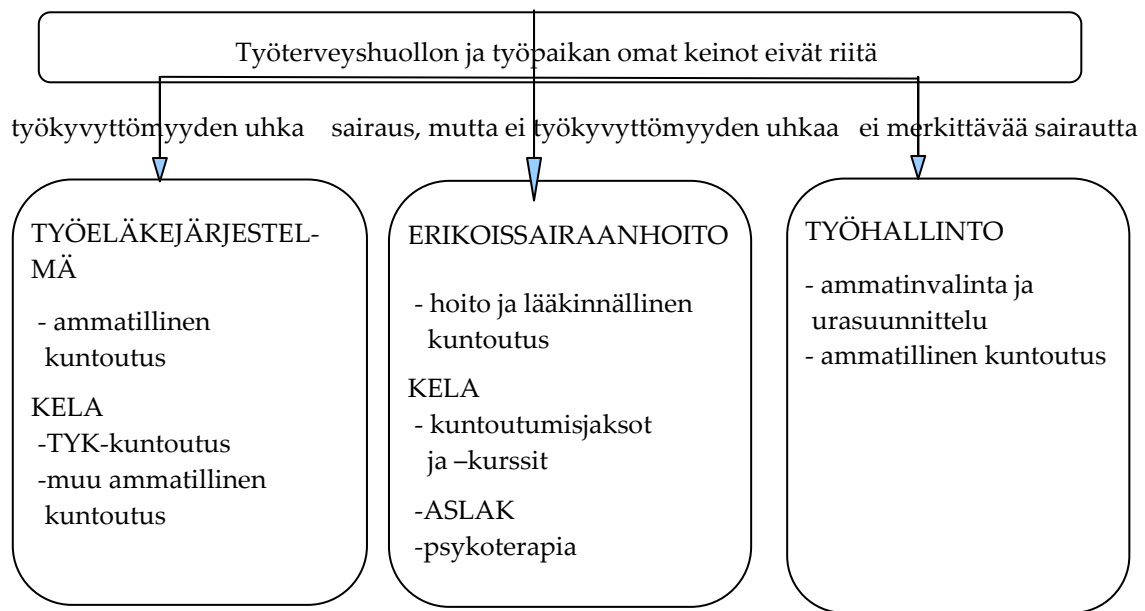 Työterveyshuollon ja työpaikan omat keinot eivät riitä
työkyvyttömyyden uhka
sairaus, mutta ei työkyvyttömyyden uhkaa
ei merkittävää sairautta
TYÖELÄKEJÄRJESTEL-
MÄ
- ammatillinen
kuntoutus
KELA
-TYK-kuntoutus
-muu ammatillinen
kuntoutus
ERIKOISSAIRAANHOITO
- hoito ja lääkinnällinen
kuntoutus
KELA
- kuntoutumisjaksot
ja –kurssit
-ASLAK
-psykoterapia
TYÖHALLINTO
- ammatinvalinta ja
urasuunnittelu
- ammatillinen kuntoutus